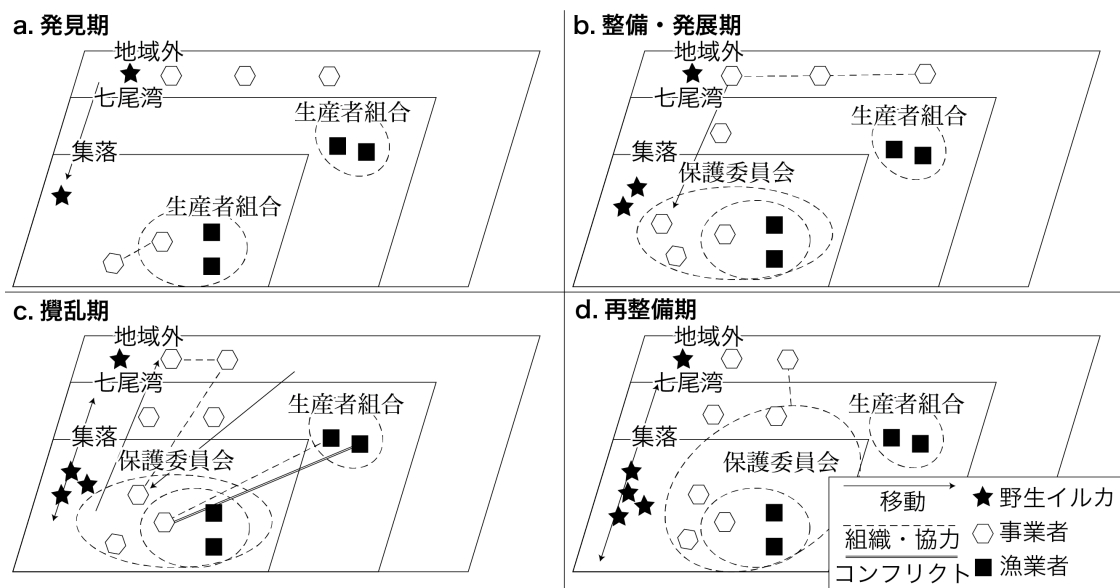 a. 発見期
地域外
七尾湾
生産者組合
集落
生産者組合
b. 整備・発展期
地域外
七尾湾
生産者組合
集落
保護委員会
c. 攪乱期
地域外
七尾湾
生産者組合
集落
保護委員会
d. 再整備期
地域外
七尾湾
生産者組合
集落
保護委員会
移動
野生イルカ
組織・協力
事業者
コンフリクト
漁業者